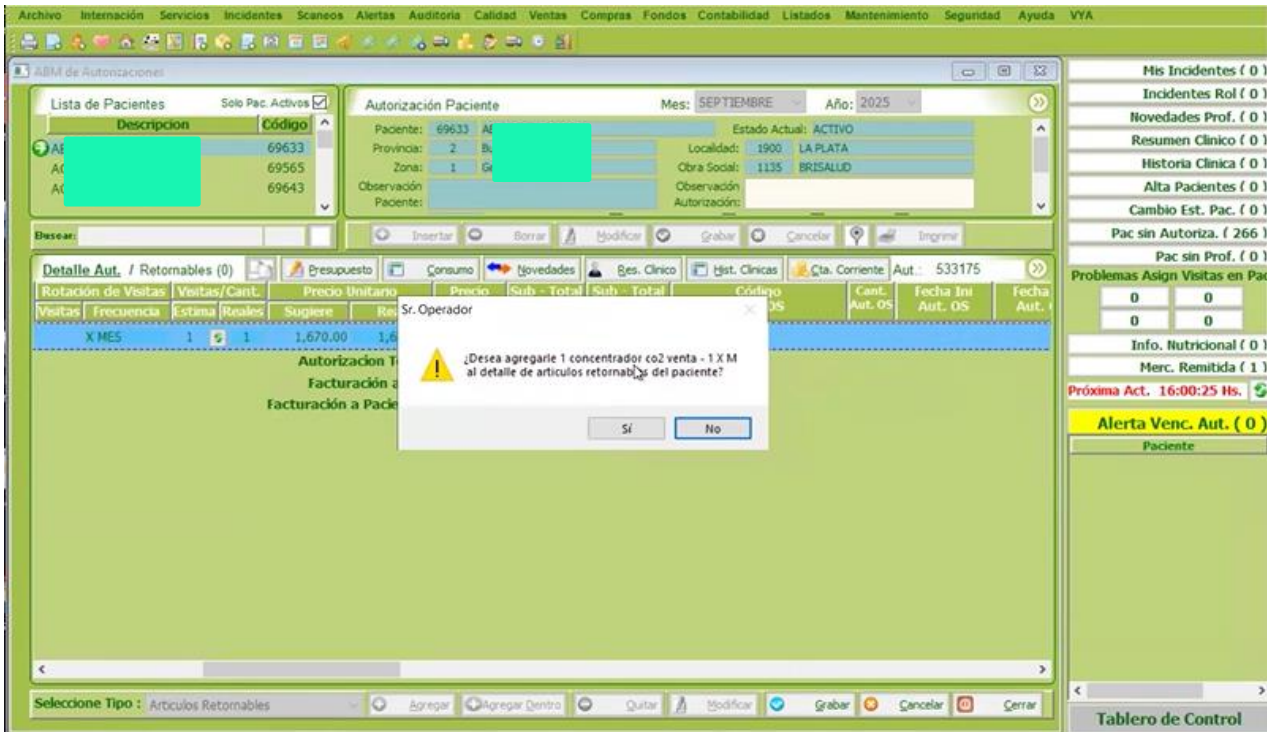 Archivo Internación Servicios Incidentes Scaneos Alertas Auditoria Calidad Ventas Compras Fondos Contabilidad Listados Mantenimiento Seguridad Ayuda VYA
ABM de Autorizaciones
Lista de Pacientes Solo Pac. Activos
Descripcion Código
69633
69565
69643
Buscar:
Autorización Paciente Mes: SEPTIEMBRE Año: 2025
Paciente: 69633 Estado Actual: ACTIVO
Provincia: 2 Localidad: 1900 LA PLATA
Zona: 1 Obra Social: 1135 BRISALUD
Observación Paciente: Observación Autorización:
Insertar Borrar Modificar Grabar Cancelar Imprimir
Detalle Aut. / Retornables (0) Presupuesto Consumo Novedades Res. Clinico Hist. Clinicas Cta. Corriente Aut.: 533175
Rotación de Visitas Visitas/Cant. Precio Unitario Precio Sub - Total Sub - Total Código Cant. Fecha Ini Fecha
Visitas Frecuencia Estima Reales Sugiere OS Aut. OS Aut. OS Aut.
X MES 1 1 1,670.00
Autorizacion
Facturación a
Facturación a
Sr. Operador
¿Desea agregarle 1 concentrador co2 venta - 1 X M
al detalle de articulos retornables del paciente?
Sí No
Seleccione Tipo : Articulos Retornables Agregar Agregar Dentro Quitar Modificar Grabar Cancelar Cerrar
Mis Incidentes ( 0 )
Incidentes Rol ( 0 )
Novedades Prof. ( 0 )
Resumen Clinico ( 0 )
Historia Clinica ( 0 )
Alta Pacientes ( 0 )
Cambio Est. Pac. ( 0 )
Pac sin Autoriza. ( 266 )
Pac sin Prof. ( 0 )
Problemas Asign Visitas en Pac
0 0
0 0
Info. Nutricional ( 0 )
Merc. Remitida ( 1 )
Próxima Act. 16:00:25 Hs.
Alerta Venc. Aut. ( 0 )
Paciente
Tablero de Control